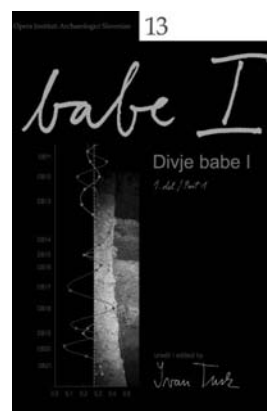 Opera Instituti Archaeologici Sloveniae
13
babe I
Divje babe I
1. del / Part 1
uredil / edited by
Ivan Turk